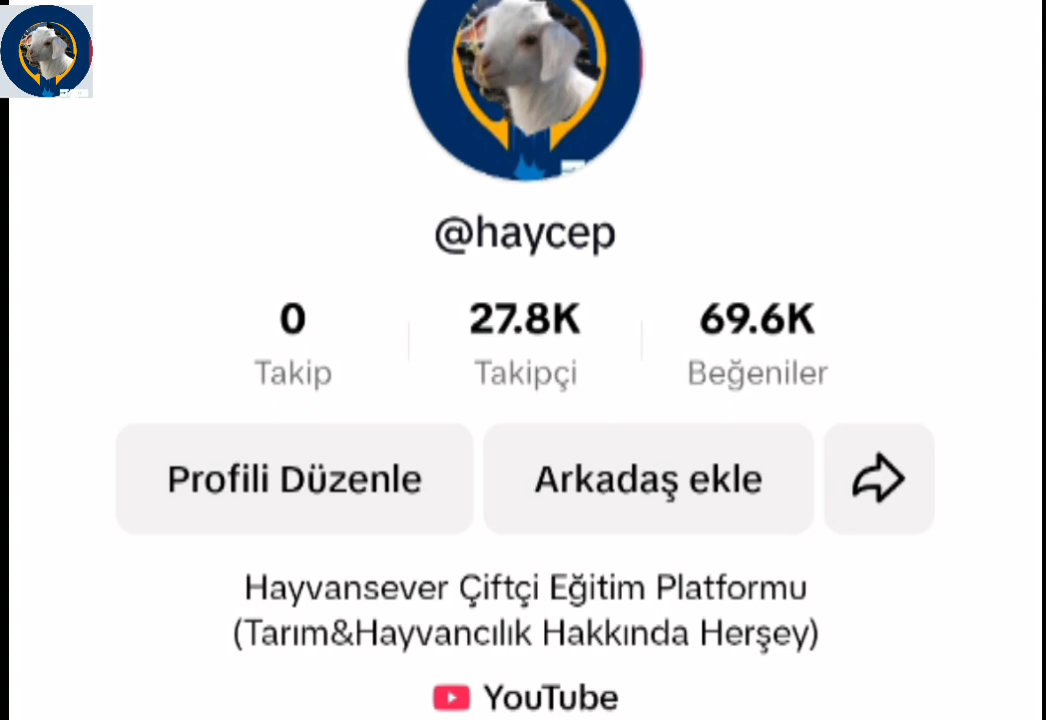 @haycep
0 27.8K 69.6K
Takip Takipçi Beğeniler
Profili Düzenle Arkadaş ekle
Hayvansever Çiftçi Eğitim Platformu
(Tarım&Hayvancılık Hakkında Herşey)
YouTube